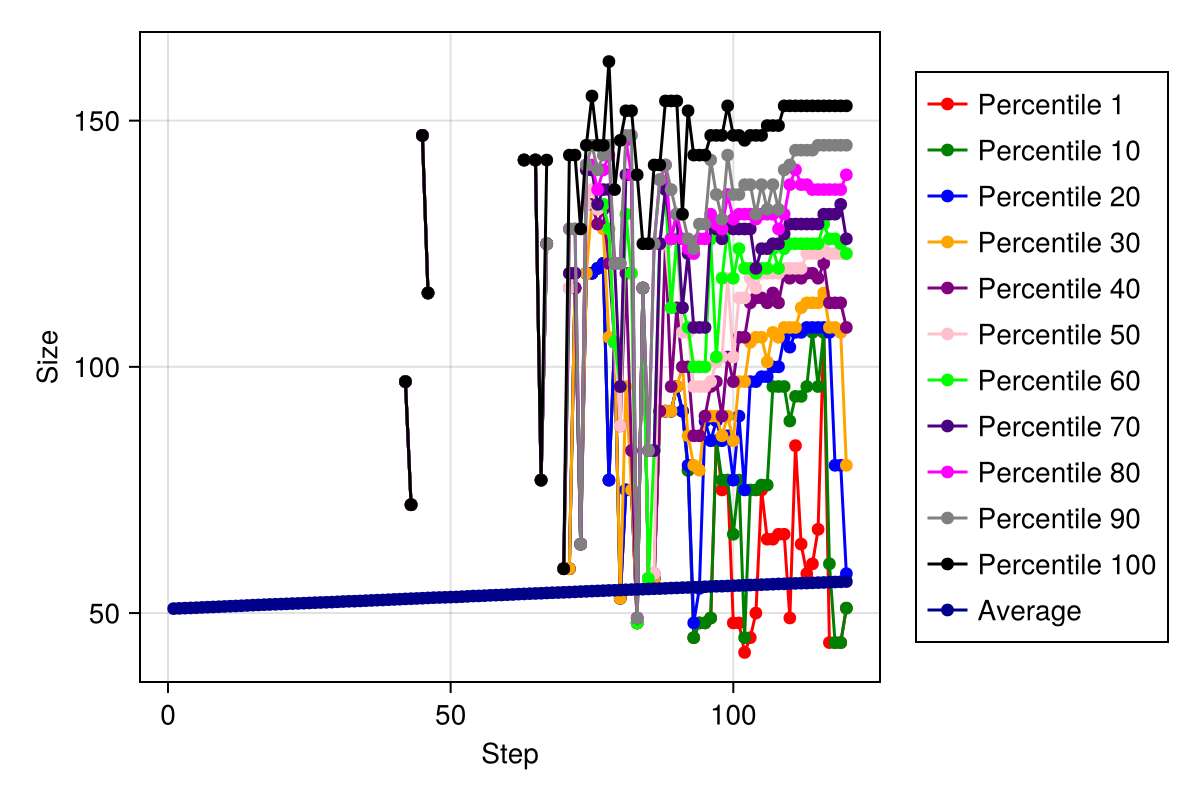 150
100
50
Size
0
50
100
Step
Percentile 1
Percentile 10
Percentile 20
Percentile 30
Percentile 40
Percentile 50
Percentile 60
Percentile 70
Percentile 80
Percentile 90
Percentile 100
Average